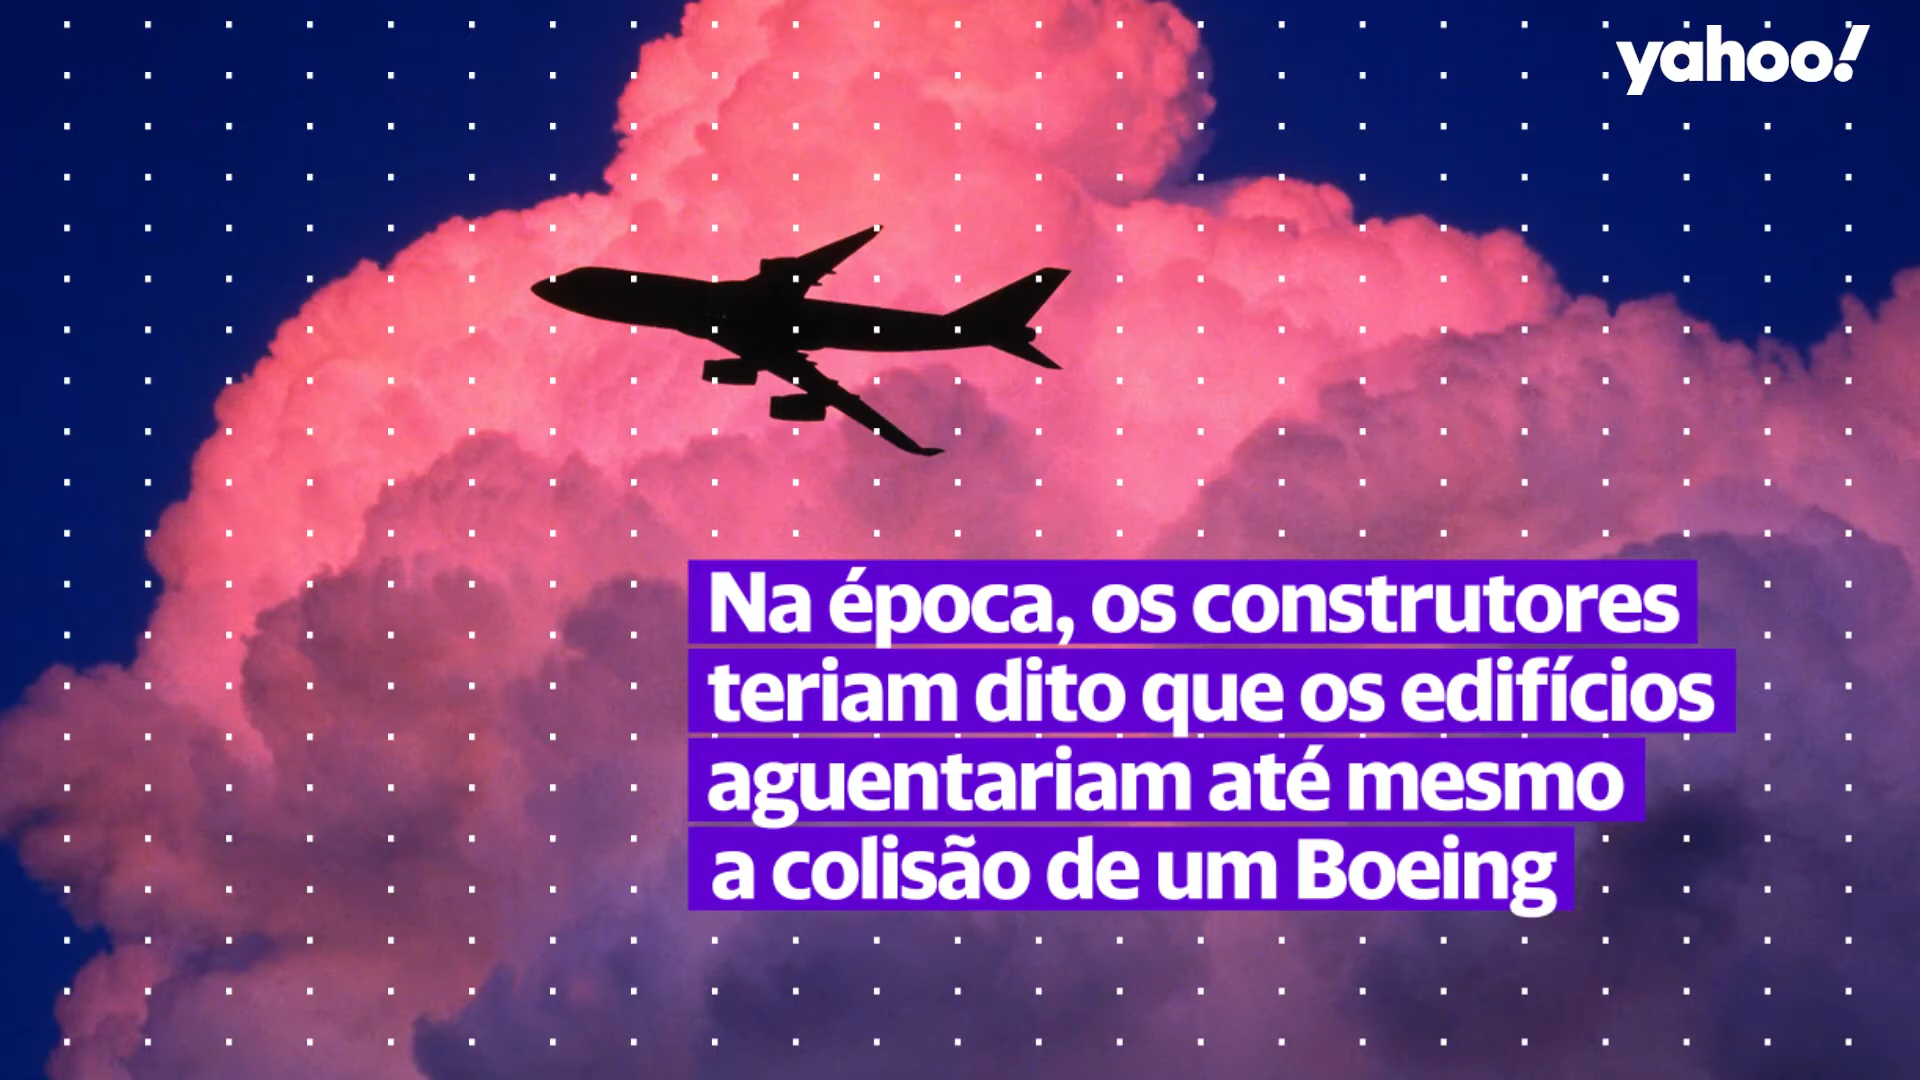 yahoo!
Na época, os construtores
teriam dito que os edifícios
aguentariam até mesmo
a colisão de um Boeing